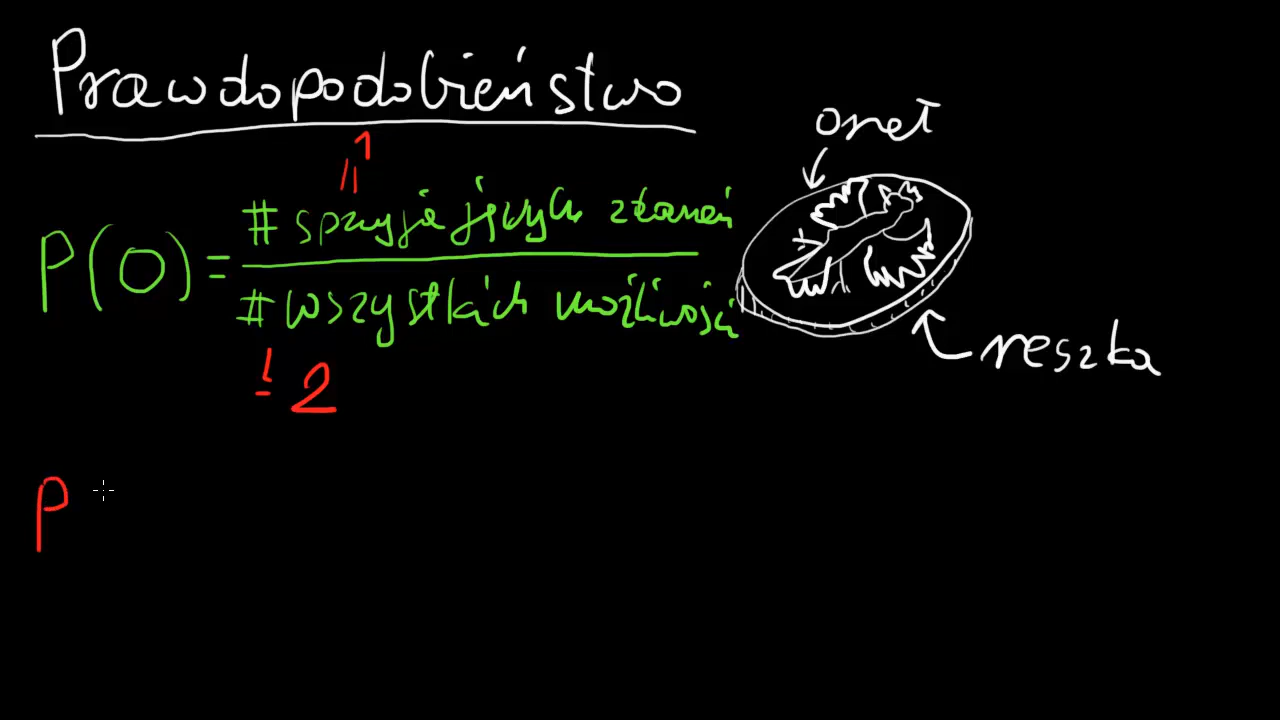 Prawdopodobieństwo
orzeł
= 1
P(O) = # sprzyjających zdarzeń
# wszystkich możliwości
reszka
= 2
P